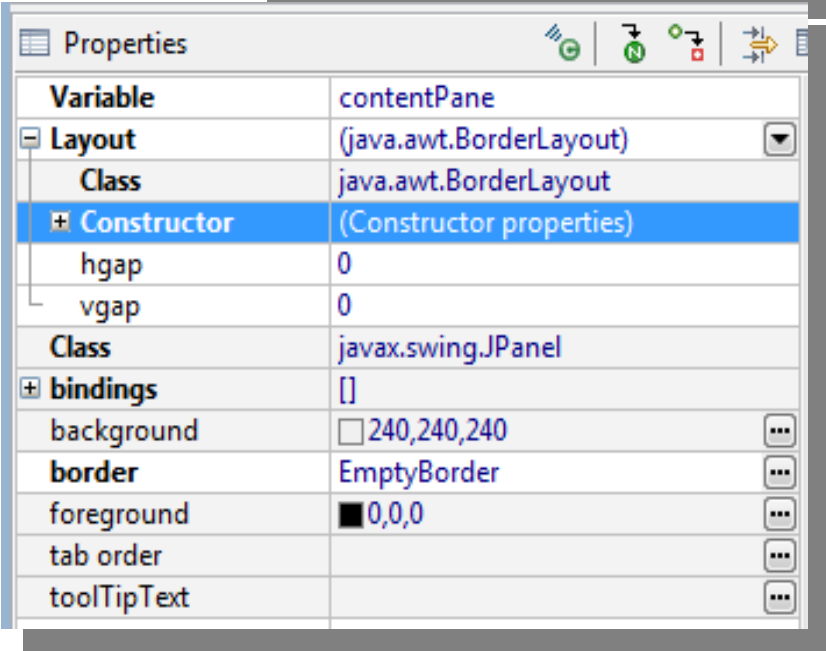 Properties
Variable contentPane
Layout (java.awt.BorderLayout)
Class java.awt.BorderLayout
Constructor (Constructor properties)
hgap 0
vgap 0
Class javax.swing.JPanel
bindings []
background 240,240,240
border EmptyBorder
foreground 0,0,0
tab order
toolTipText